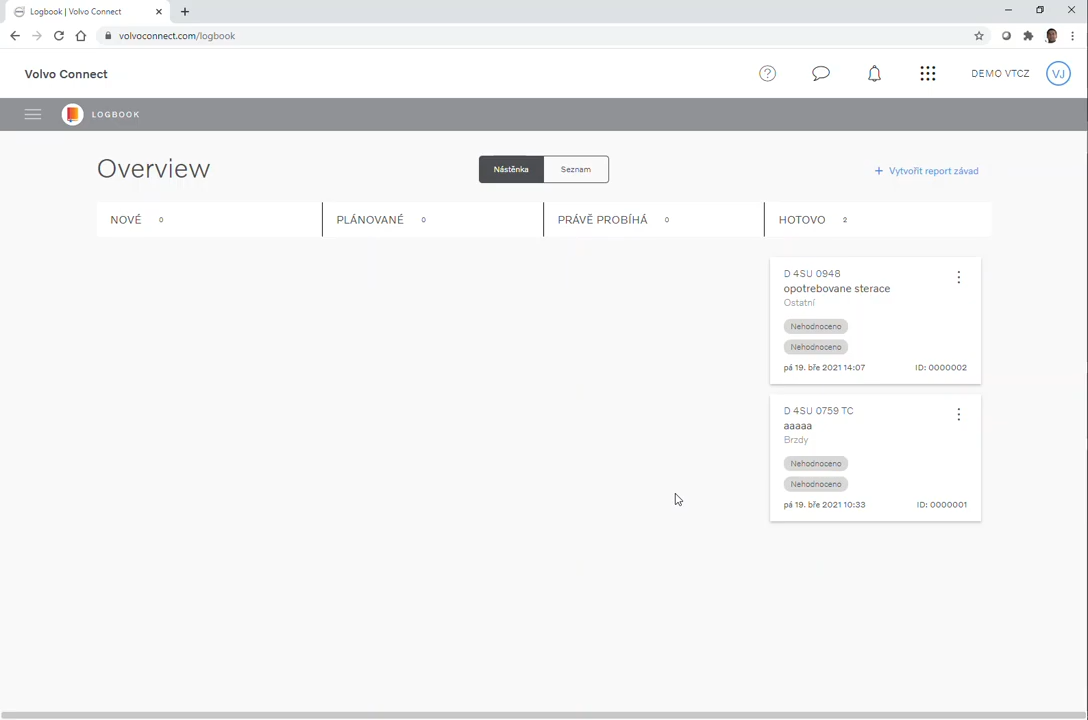 Logbook | Volvo Connect
volvoconnect.com/logbook
Volvo Connect
DEMO VTCZ
VJ
LOGBOOK
Overview
Nástěnka
Seznam
+ Vytvořit report závad
NOVÉ 0
PLÁNOVANÉ 0
PRÁVĚ PROBÍHÁ 0
HOTOVO 2
D 4SU 0948
opotrebovane sterace
Ostatní
Nehodnoceno
Nehodnoceno
pá 19. bře 2021 14:07
ID: 0000002
D 4SU 0759 TC
aaaaa
Brzdy
Nehodnoceno
Nehodnoceno
pá 19. bře 2021 10:33
ID: 0000001